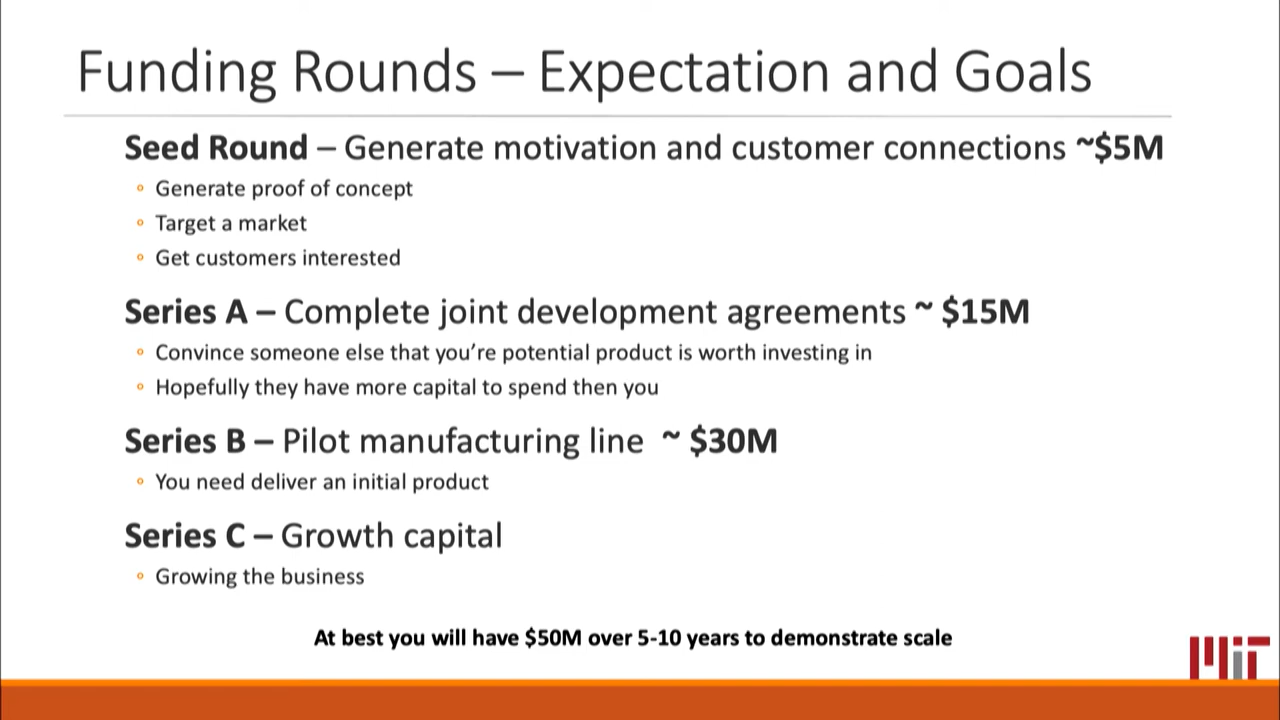 Funding Rounds – Expectation and Goals
Seed Round – Generate motivation and customer connections ~$5M
◦ Generate proof of concept
◦ Target a market
◦ Get customers interested
Series A – Complete joint development agreements ~ $15M
◦ Convince someone else that you’re potential product is worth investing in
◦ Hopefully they have more capital to spend then you
Series B – Pilot manufacturing line ~ $30M
◦ You need deliver an initial product
Series C – Growth capital
◦ Growing the business
At best you will have $50M over 5-10 years to demonstrate scale
MIT